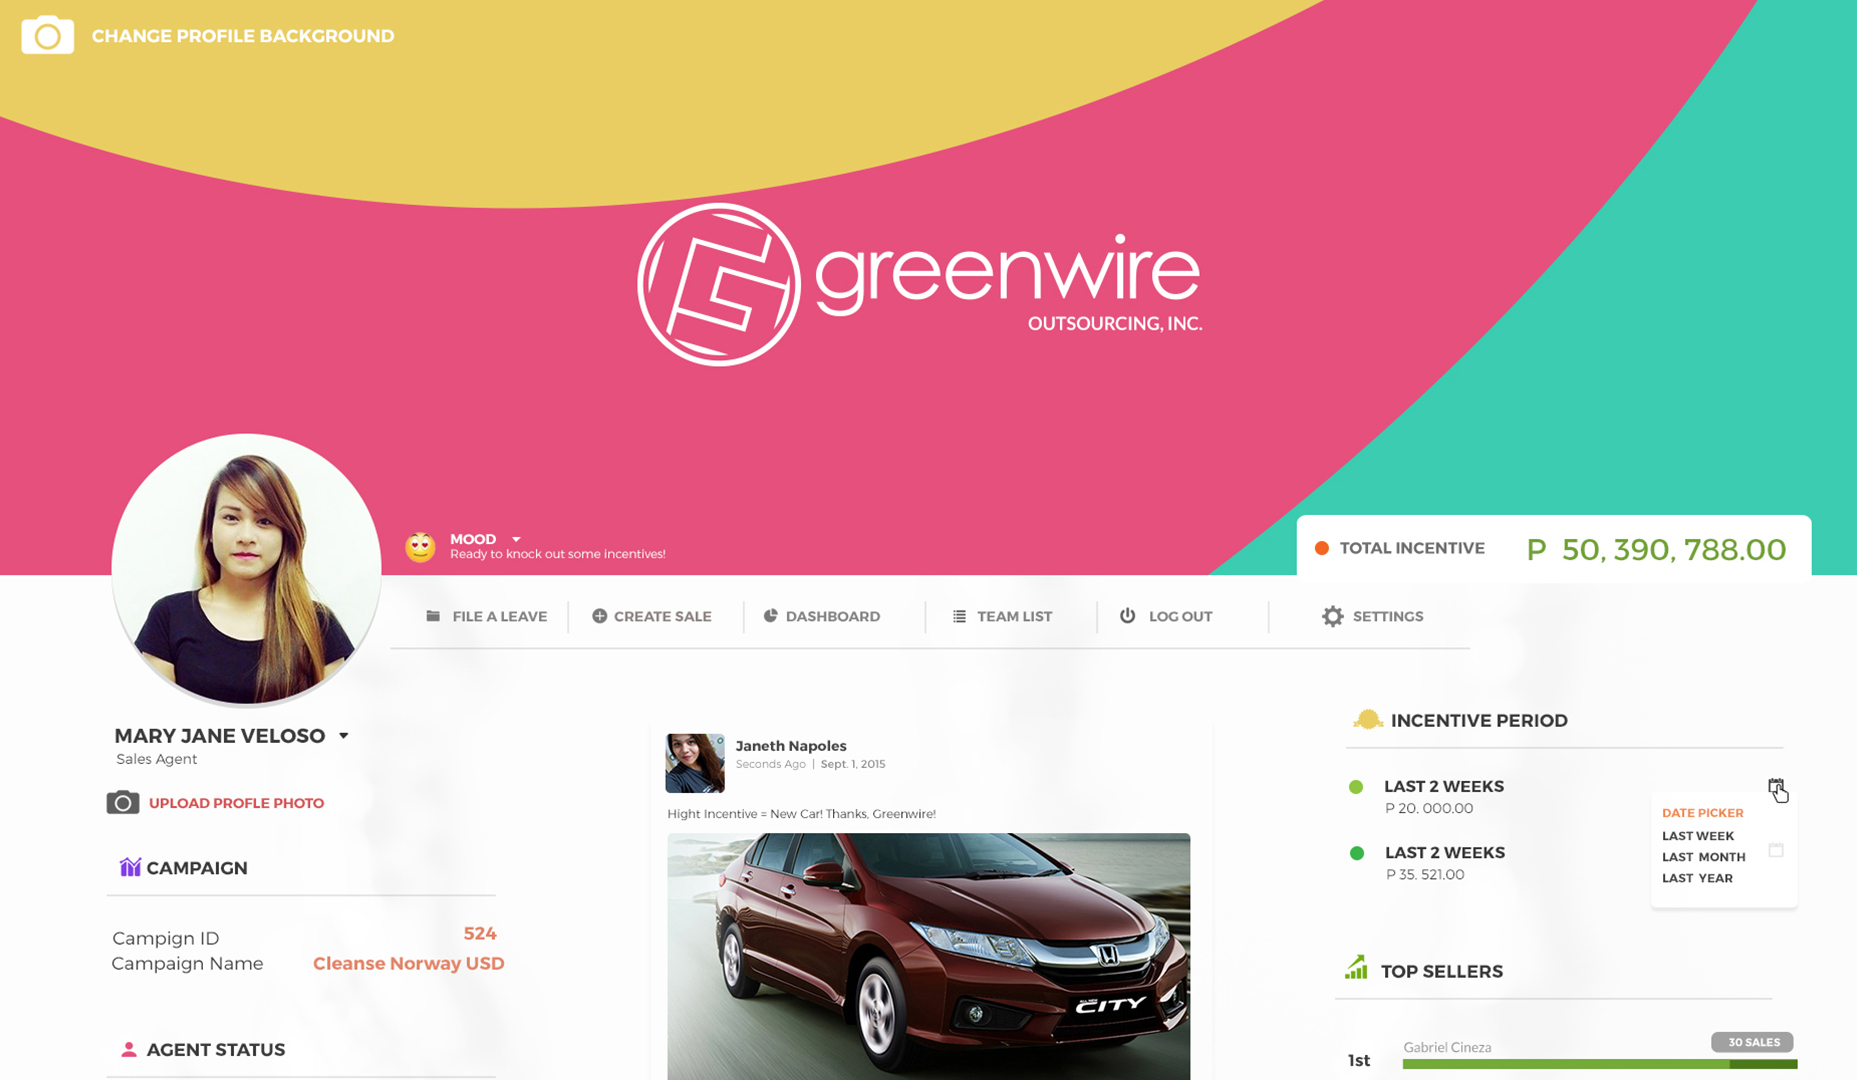 CHANGE PROFILE BACKGROUND
greenwire
OUTSOURCING, INC.
MOOD
Ready to knock out some incentives!
TOTAL INCENTIVE P 50, 390, 788.00
FILE A LEAVE CREATE SALE DASHBOARD TEAM LIST LOG OUT SETTINGS
MARY JANE VELOSO
Sales Agent
UPLOAD PROFLE PHOTO
CAMPAIGN
Campign ID 524
Campaign Name Cleanse Norway USD
AGENT STATUS
Janeth Napoles
Seconds Ago | Sept. 1, 2015
Hight Incentive = New Car! Thanks, Greenwire!
CITY
INCENTIVE PERIOD
LAST 2 WEEKS
P 20. 000.00
LAST 2 WEEKS
P 35. 521.00
DATE PICKER
LAST WEEK
LAST MONTH
LAST YEAR
TOP SELLERS
1st Gabriel Cineza 30 SALES